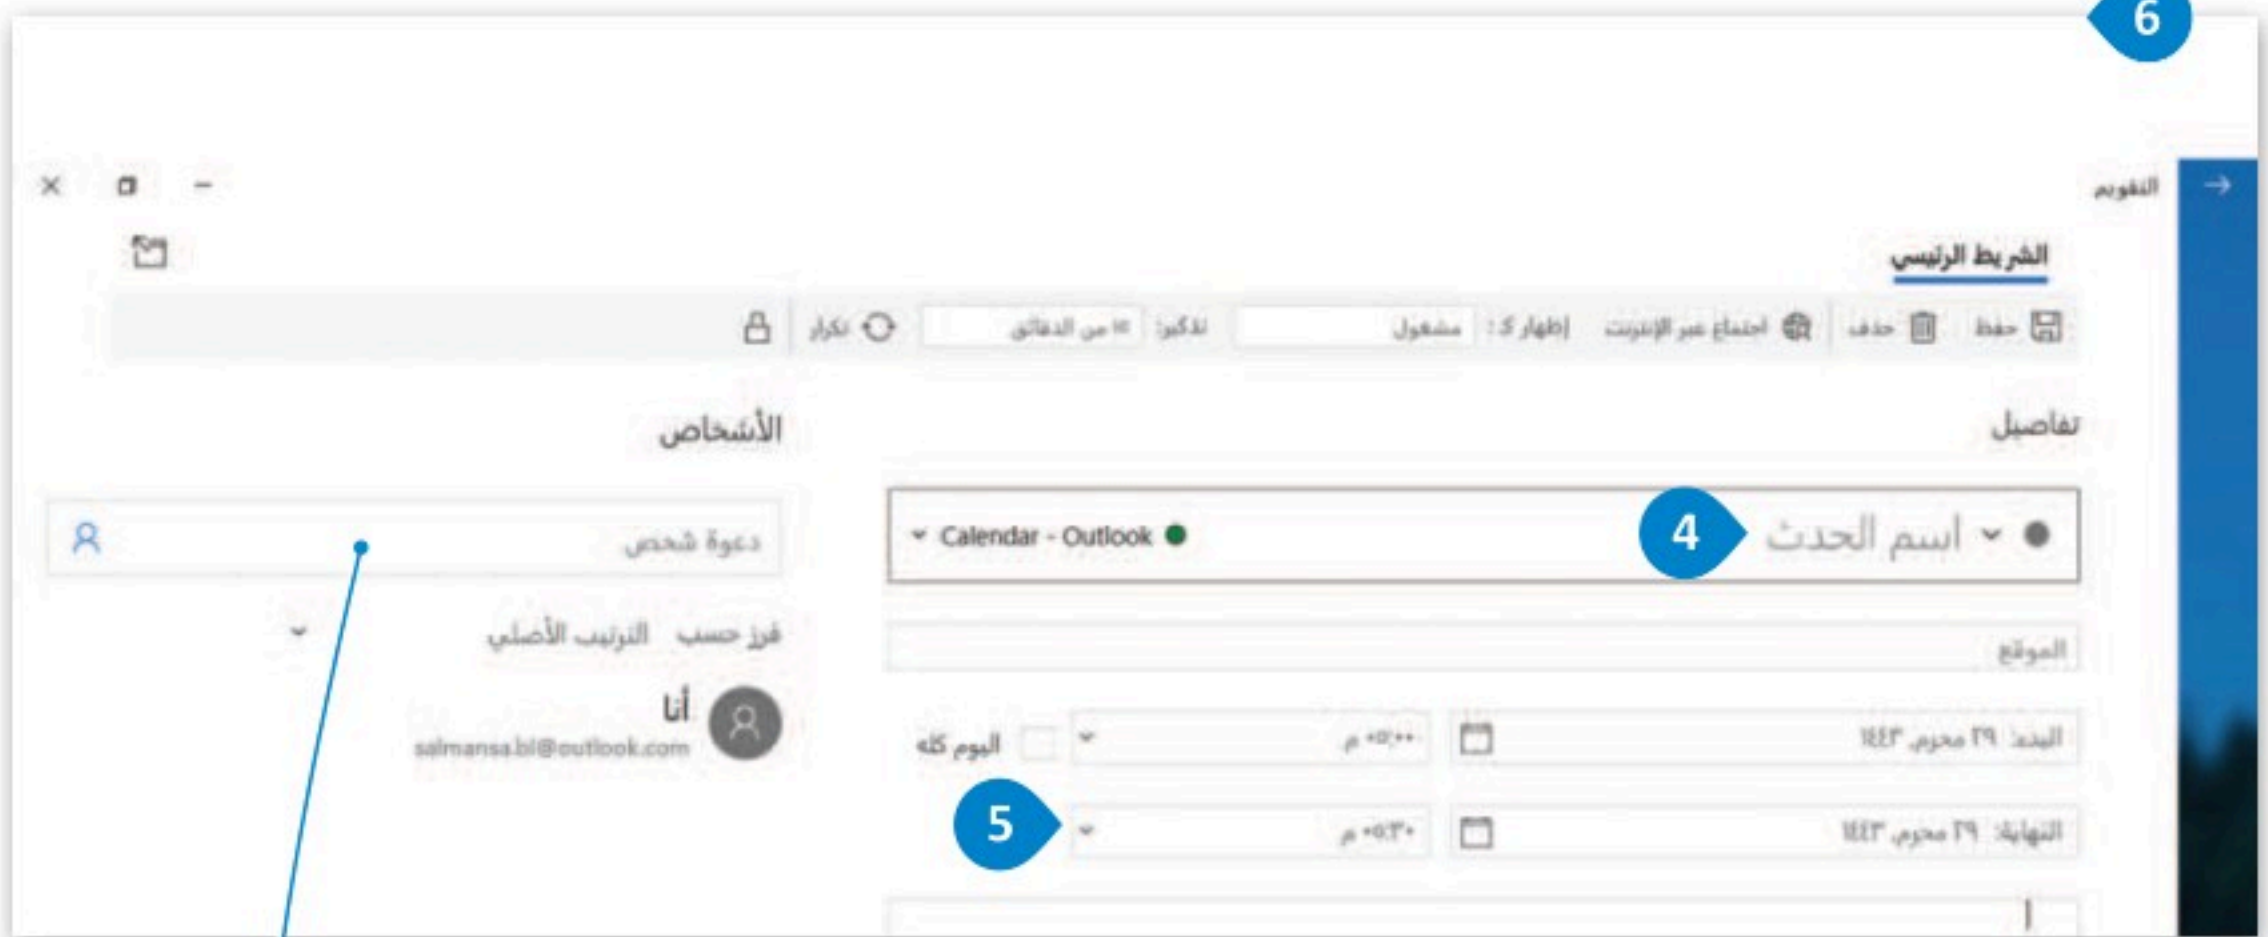 6
التقويم
الشريط الرئيسي
حفظ حذف اجتماع عبر الإنترنت إظهار ك: مشغول تذكير: ١٥ من الدقائق تكرار
تفاصيل
اسم الحدث 4 Calendar - Outlook
الموقع
البدء: ٢٩ محرم, ١٤٤٣ ٠٥:٠٠ م اليوم كله
النهاية: ٢٩ محرم, ١٤٤٣ ٠٥:٣٠ م 5
الأشخاص
دعوة شخص
فرز حسب الترتيب الأصلي
أنا
salmansa.bl@outlook.com